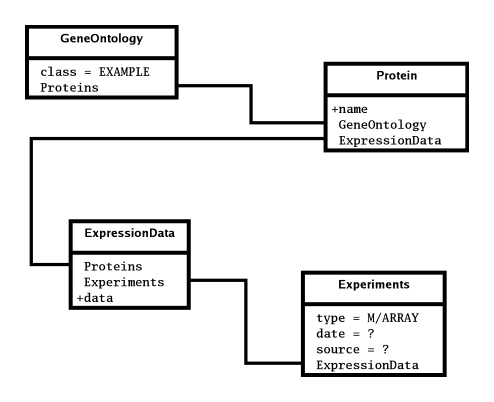 GeneOntology
class = EXAMPLE
Proteins
Protein
+name
GeneOntology
ExpressionData
ExpressionData
Proteins
Experiments
+data
Experiments
type = M/ARRAY
date = ?
source = ?
ExpressionData